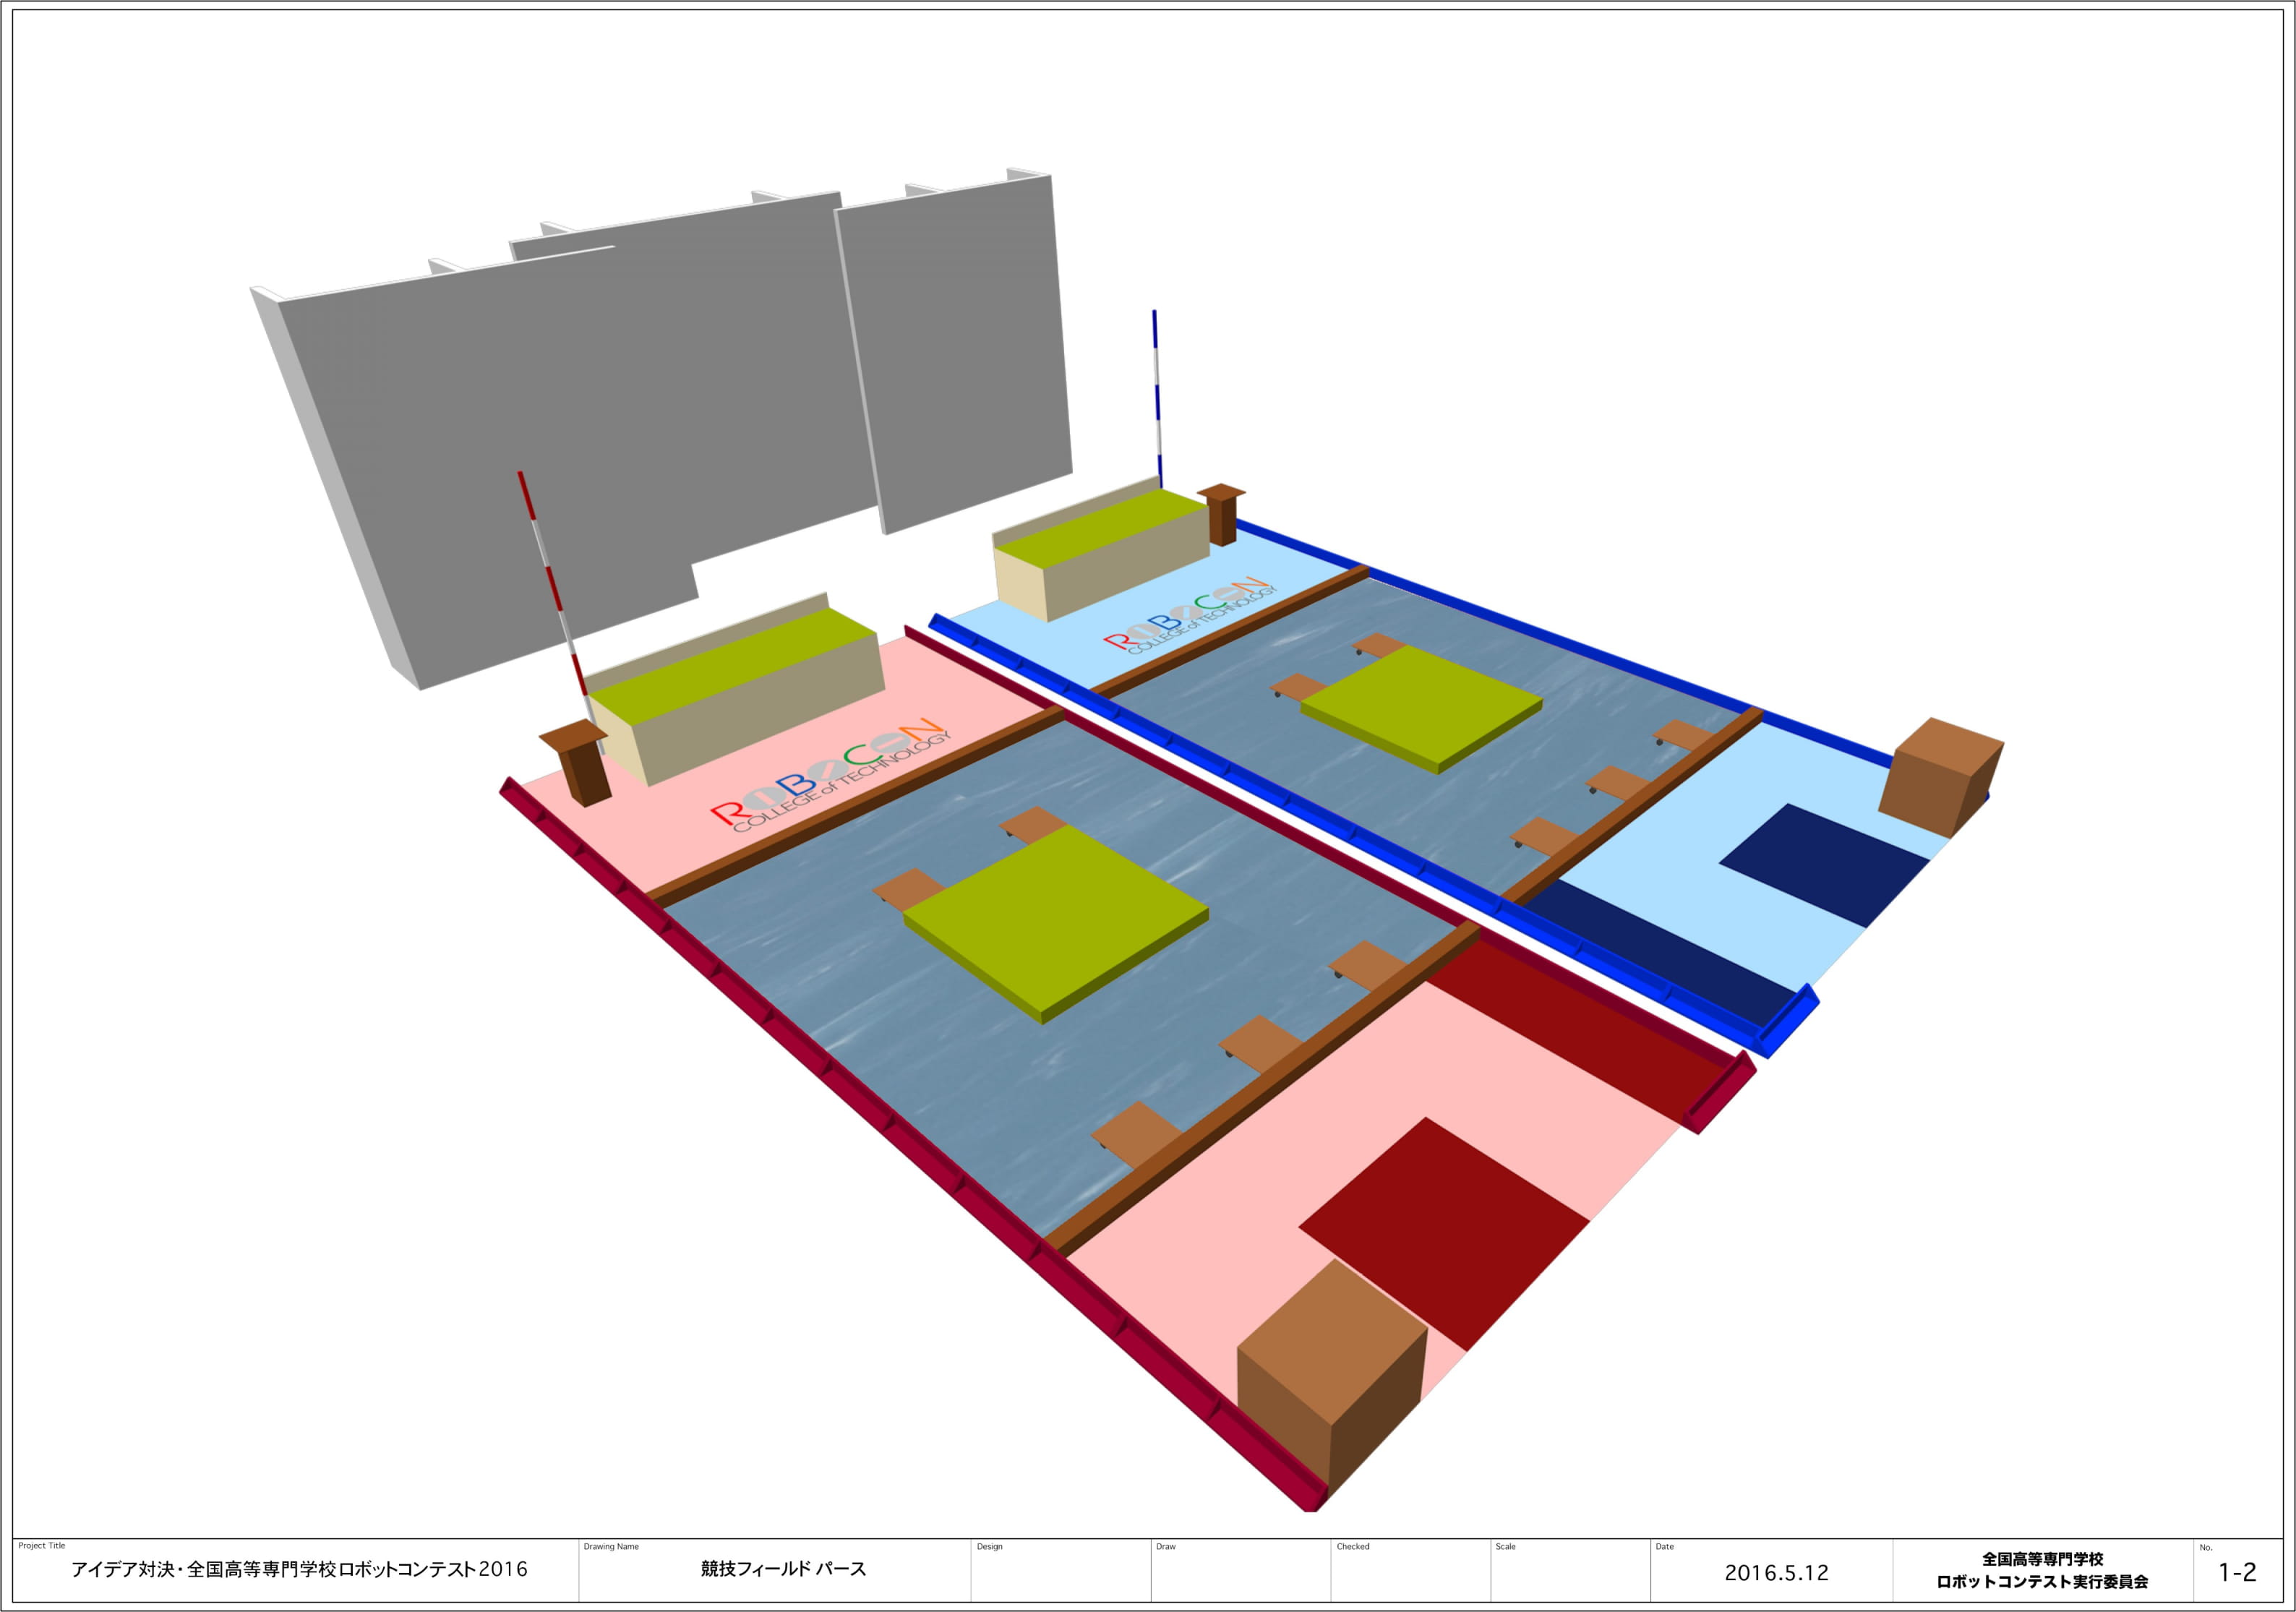 ROBOCON
COLLEGE of TECHNOLOGY
ROBOCON
COLLEGE of TECHNOLOGY
Project Title
アイデア対決・全国高等専門学校ロボットコンテスト2016
Drawing Name
競技フィールド パース
Design
Draw
Checked
Scale
Date
2016.5.12
全国高等専門学校
ロボットコンテスト実行委員会
No.
1-2